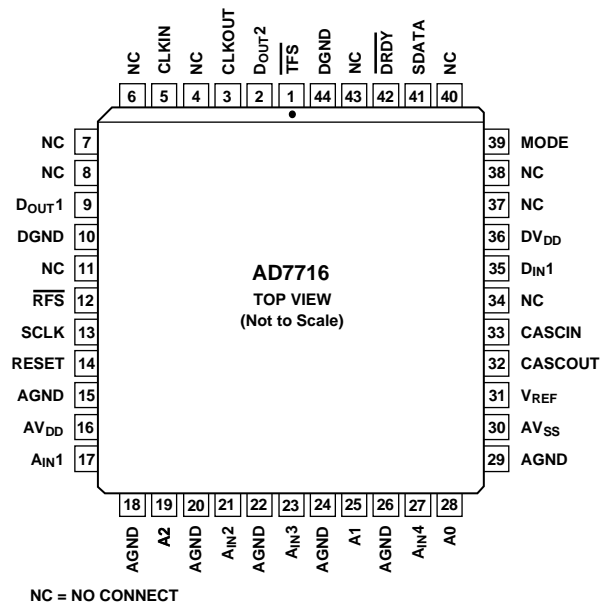 NC
CLKIN
NC
CLKOUT
DOUT2
TFS
DGND
NC
DRDY
SDATA
NC
6
5
4
3
2
1
44
43
42
41
40
NC 7
NC 8
DOUT1 9
DGND 10
NC 11
RFS 12
SCLK 13
RESET 14
AGND 15
AVDD 16
AIN1 17
AD7716
TOP VIEW
(Not to Scale)
39 MODE
38 NC
37 NC
36 DVDD
35 DIN1
34 NC
33 CASCIN
32 CASCOUT
31 VREF
30 AVSS
29 AGND
18
19
20
21
22
23
24
25
26
27
28
AGND
A2
AGND
AIN2
AGND
AIN3
AGND
A1
AGND
AIN4
A0
NC = NO CONNECT